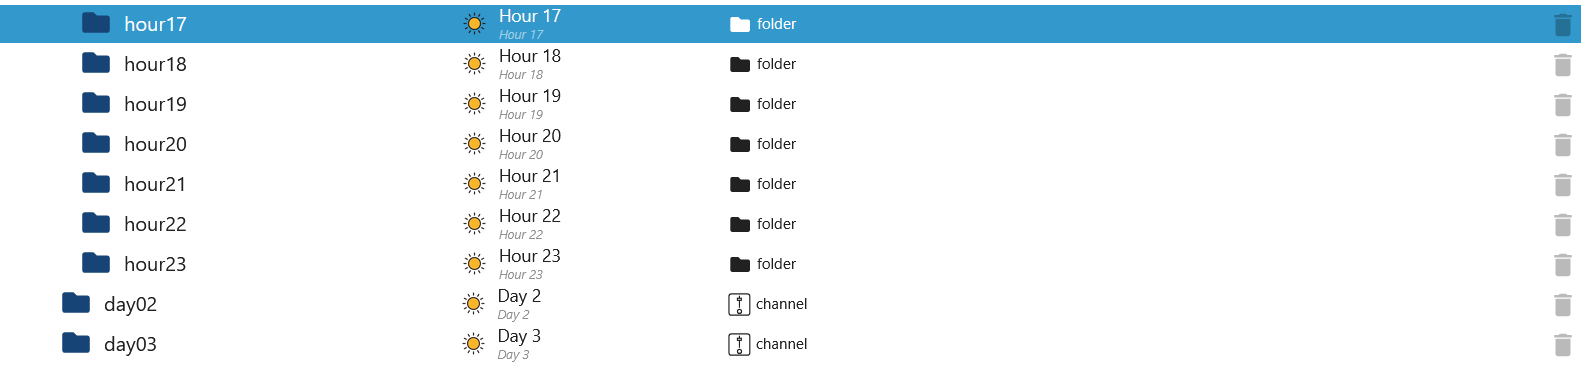 hour17 Hour 17 folder
Hour 17
hour18 Hour 18 folder
Hour 18
hour19 Hour 19 folder
Hour 19
hour20 Hour 20 folder
Hour 20
hour21 Hour 21 folder
Hour 21
hour22 Hour 22 folder
Hour 22
hour23 Hour 23 folder
Hour 23
day02 Day 2 channel
Day 2
day03 Day 3 channel
Day 3